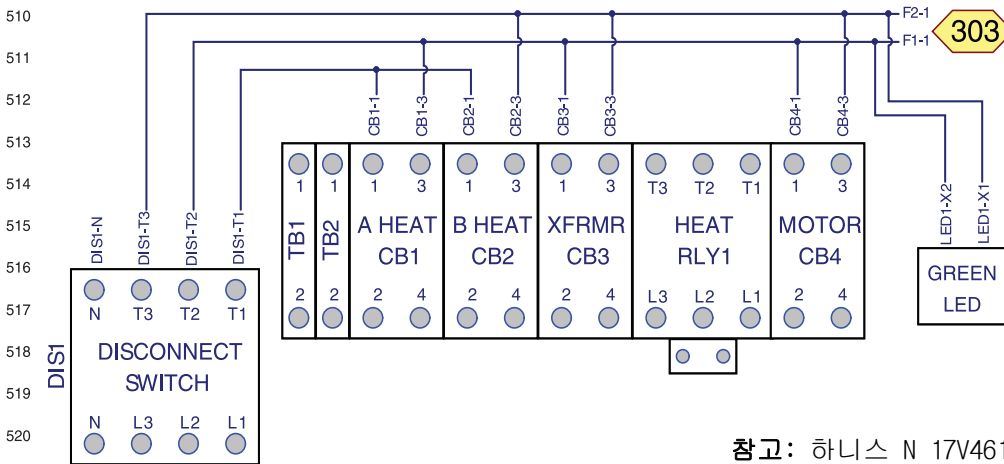 510
F2-1
303
F1-1
511
512
CB1-1
CB1-3
CB2-1
CB2-3
CB3-1
CB3-3
CB4-1
CB4-3
513
514
1
1
1
3
1
3
1
3
T3
T2
T1
1
3
LED1-X2
LED1-X1
515
DIS1-N
DIS1-T3
DIS1-T2
DIS1-T1
TB1
TB2
A HEAT
CB1
B HEAT
CB2
XFRMR
CB3
HEAT
RLY1
MOTOR
CB4
516
GREEN
LED
2
2
2
4
2
4
2
4
L3
L2
L1
2
4
517
N
T3
T2
T1
518
DIS1
DISCONNECT
SWITCH
519
N
L3
L2
L1
520
참고: 하니스 N 17V461